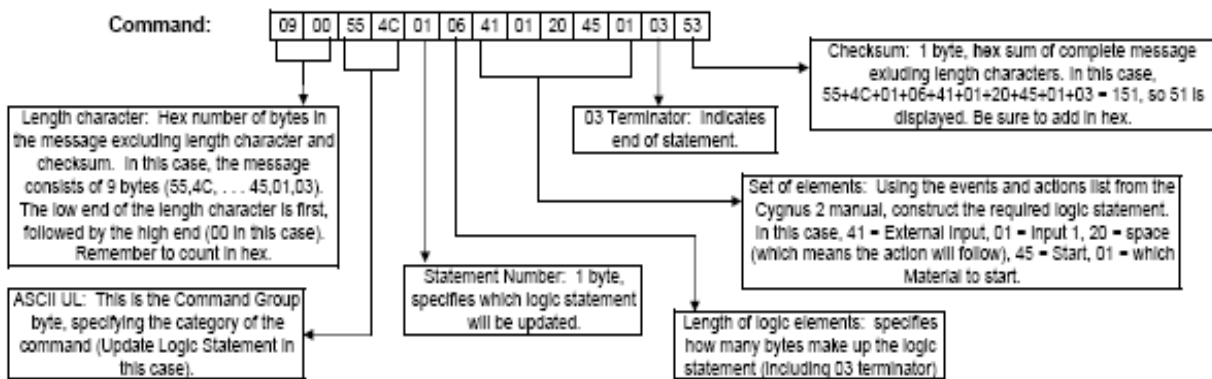 Command: 09 00 55 4C 01 06 41 01 20 45 01 03 53
Checksum: 1 byte, hex sum of complete message
exluding length characters. In this case,
55+4C+01+06+41+01+20+45+01+03 = 151, so 51 is
displayed. Be sure to add in hex.
Length character: Hex number of bytes in
the message excluding length character and
checksum. In this case, the message
consists of 9 bytes (55,4C, . . . 45,01,03).
The low end of the length character is first,
followed by the high end (00 in this case).
Remember to count in hex.
03 Terminator: Indicates
end of statement.
Set of elements: Using the events and actions list from the
Cygnus 2 manual, construct the required logic statement.
In this case, 41 = External Input, 01 = Input 1, 20 = space
(which means the action will follow), 45 = Start, 01 = which
Material to start.
Statement Number: 1 byte,
specifies which logic statement
will be updated.
ASCII UL: This is the Command Group
byte, specifying the category of the
command (Update Logic Statement in
this case).
Length of logic elements: specifies
how many bytes make up the logic
statement (including 03 terminator)